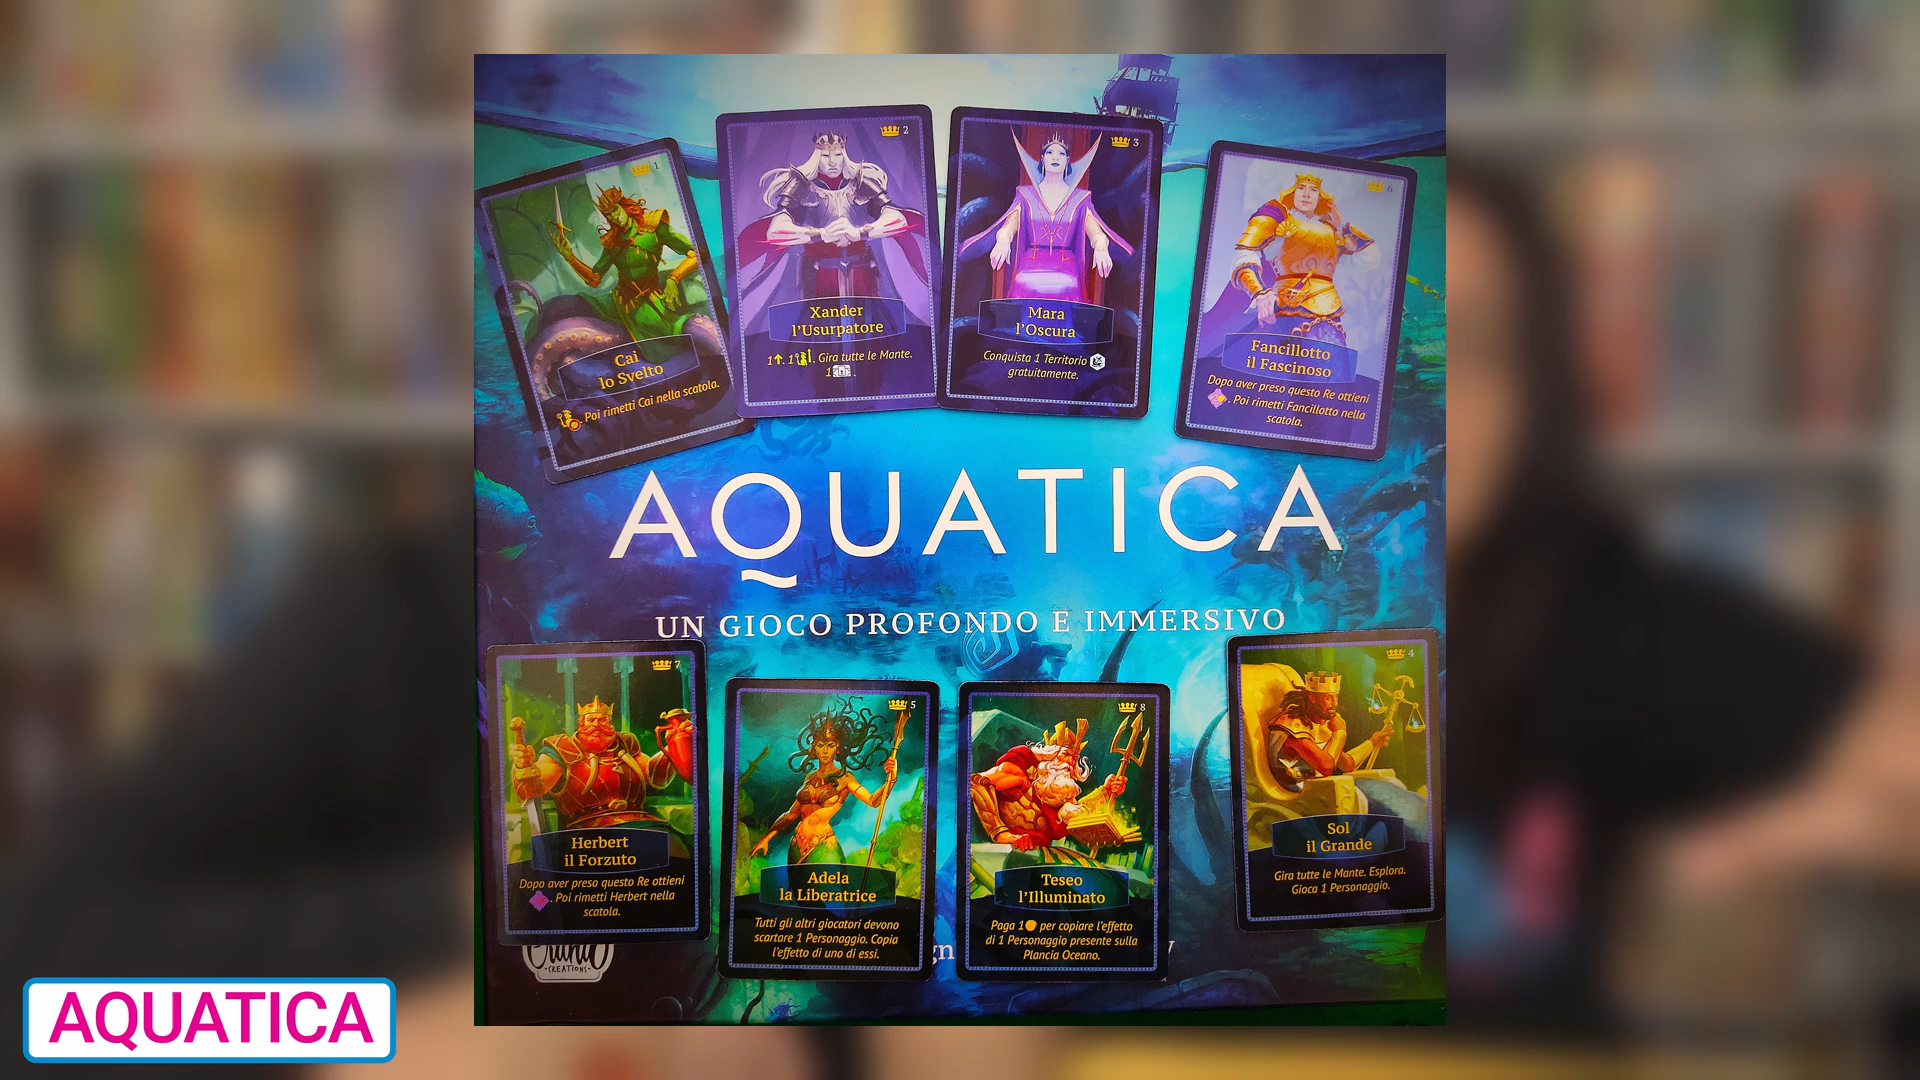 1
Cai
lo Svelto
. Poi rimetti Cai nella scatola.
2
Xander
l'Usurpatore
1 . 1 . Gira tutte le Mante.
1 .
3
Mara
l'Oscura
Conquista 1 Territorio
gratuitamente.
6
Fancillotto
il Fascinoso
Dopo aver preso questo Re ottieni
. Poi rimetti Fancillotto nella
scatola.
AQUATICA
UN GIOCO PROFONDO E IMMERSIVO
7
Herbert
il Forzuto
Dopo aver preso questo Re ottieni
. Poi rimetti Herbert nella
scatola.
5
Adela
la Liberatrice
Tutti gli altri giocatori devono
scartare 1 Personaggio. Copia
l'effetto di uno di essi.
8
Teseo
l'Illuminato
Paga 1 per copiare l'effetto
di 1 Personaggio presente sulla
Plancia Oceano.
4
Sol
il Grande
Gira tutte le Mante. Esplora.
Gioca 1 Personaggio.
CREATIONS
AQUATICA